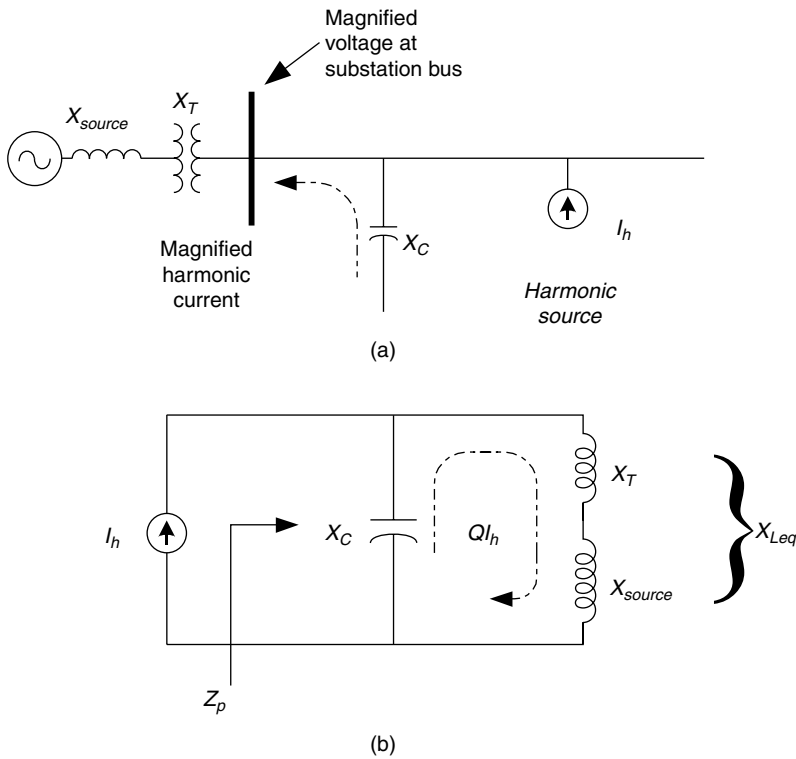 Magnified
voltage at
substation bus
X_T
X_source
X_C
I_h
Magnified
harmonic
current
Harmonic
source
(a)
X_T
I_h
X_C
QI_h
X_Leq
X_source
Z_p
(b)